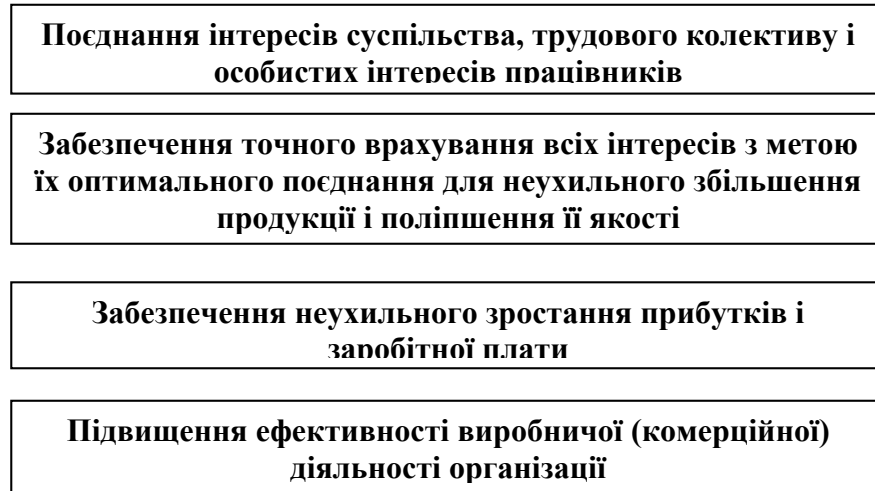 Поєднання інтересів суспільства, трудового колективу і
особистих інтересів працівників
Забезпечення точного врахування всіх інтересів з метою
їх оптимального поєднання для неухильного збільшення
продукції і поліпшення її якості
Забезпечення неухильного зростання прибутків і
заробітної плати
Підвищення ефективності виробничої (комерційної)
діяльності організації